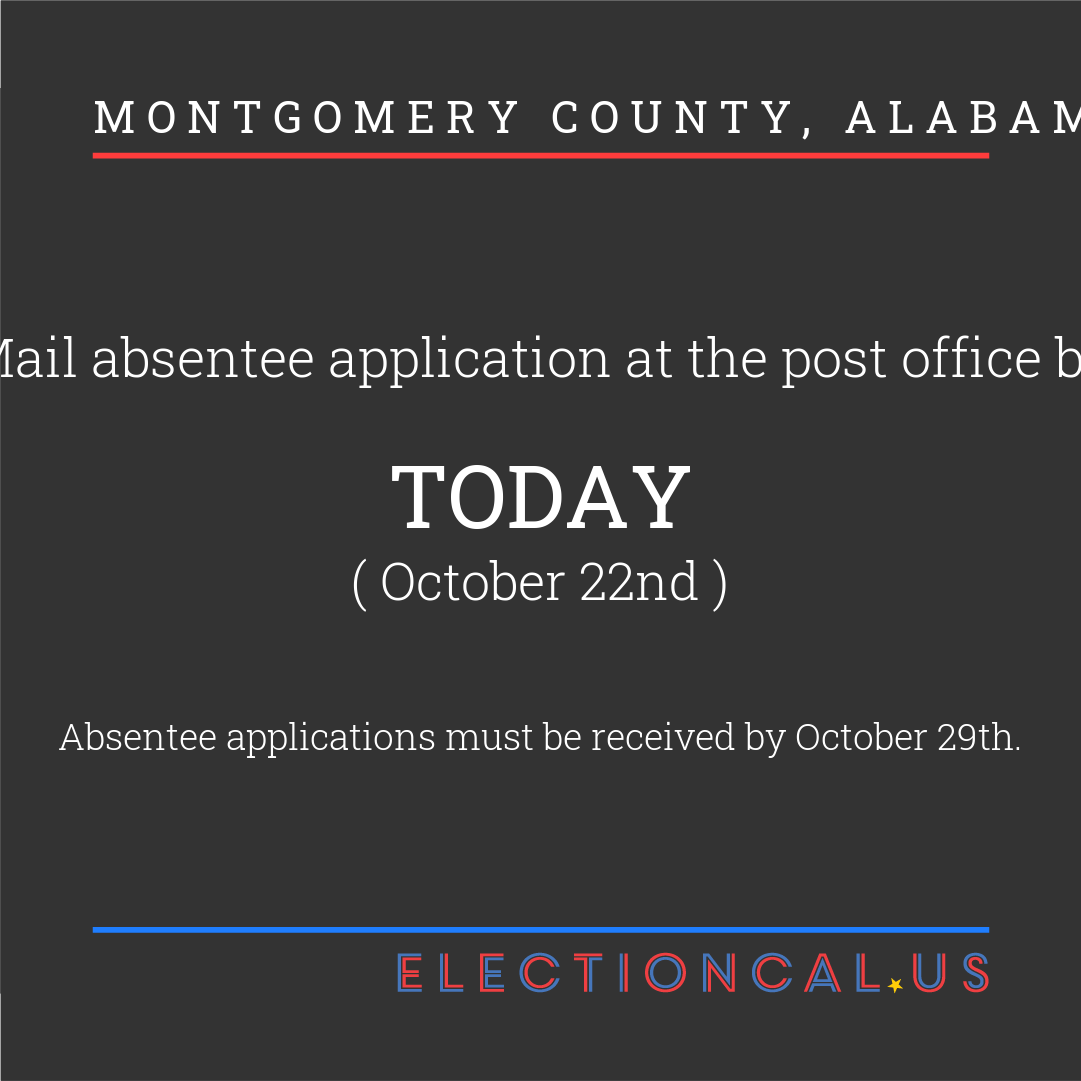 MONTGOMERY COUNTY, ALABAM
Mail absentee application at the post office b
TODAY
( October 22nd )
Absentee applications must be received by October 29th.
ELECTIONCAL.US